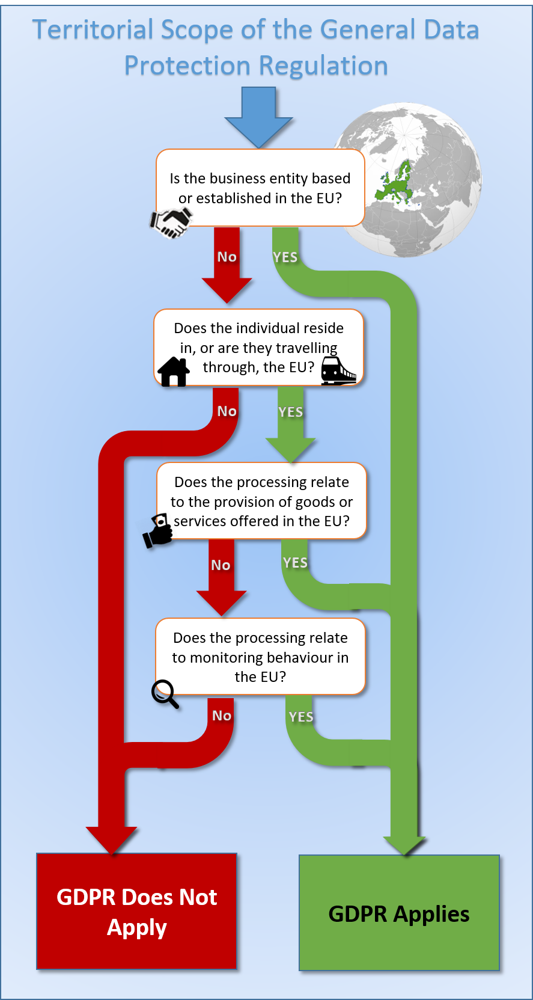 Territorial Scope of the General Data
Protection Regulation
Is the business entity based
or established in the EU?
No
YES
Does the individual reside
in, or are they travelling
through, the EU?
No
YES
Does the processing relate
to the provision of goods or
services offered in the EU?
No
YES
Does the processing relate
to monitoring behaviour in
the EU?
No
YES
GDPR Does Not
Apply
GDPR Applies